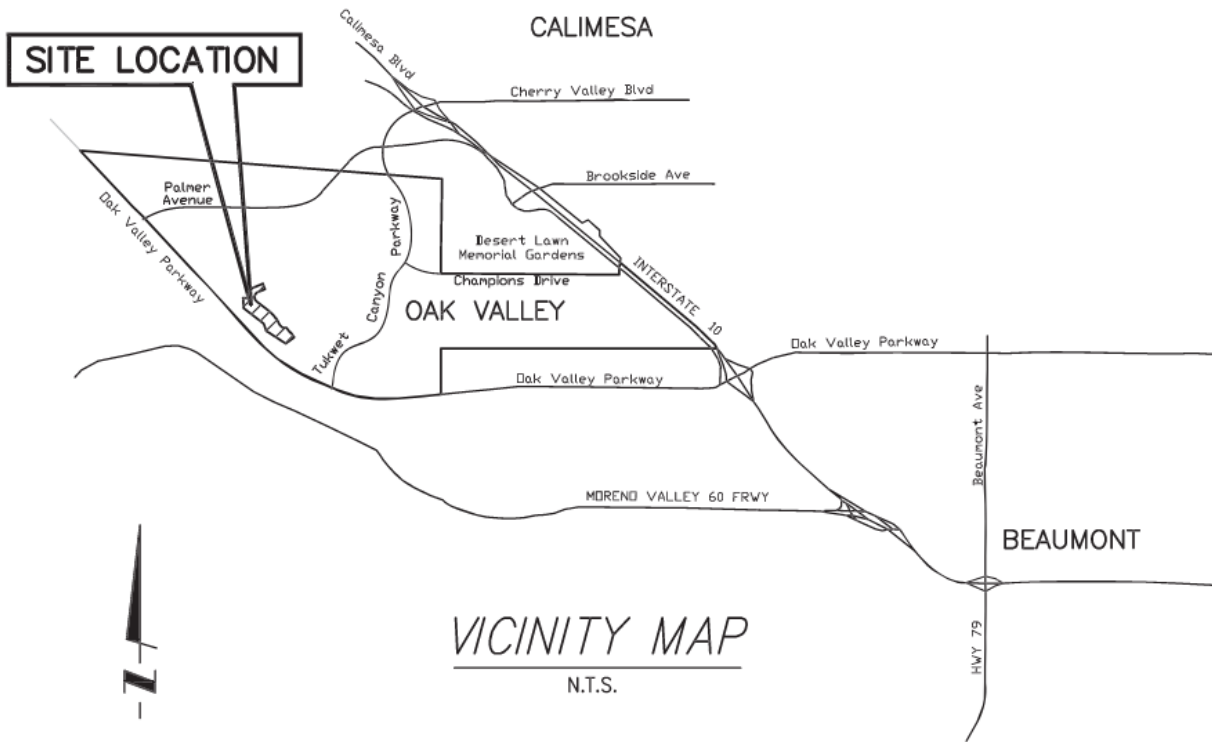 CALIMESA
SITE LOCATION
Calimesa Blvd
Cherry Valley Blvd
Brookside Ave
Palmer
Avenue
Oak Valley Parkway
Desert Lawn
Memorial Gardens
Champions Drive
INTERSTATE 10
Tukwet Canyon Parkway
OAK VALLEY
Oak Valley Parkway
Oak Valley Parkway
Beaumont Ave
MORENO VALLEY 60 FRWY
BEAUMONT
HWY 79
VICINITY MAP
N.T.S.
N